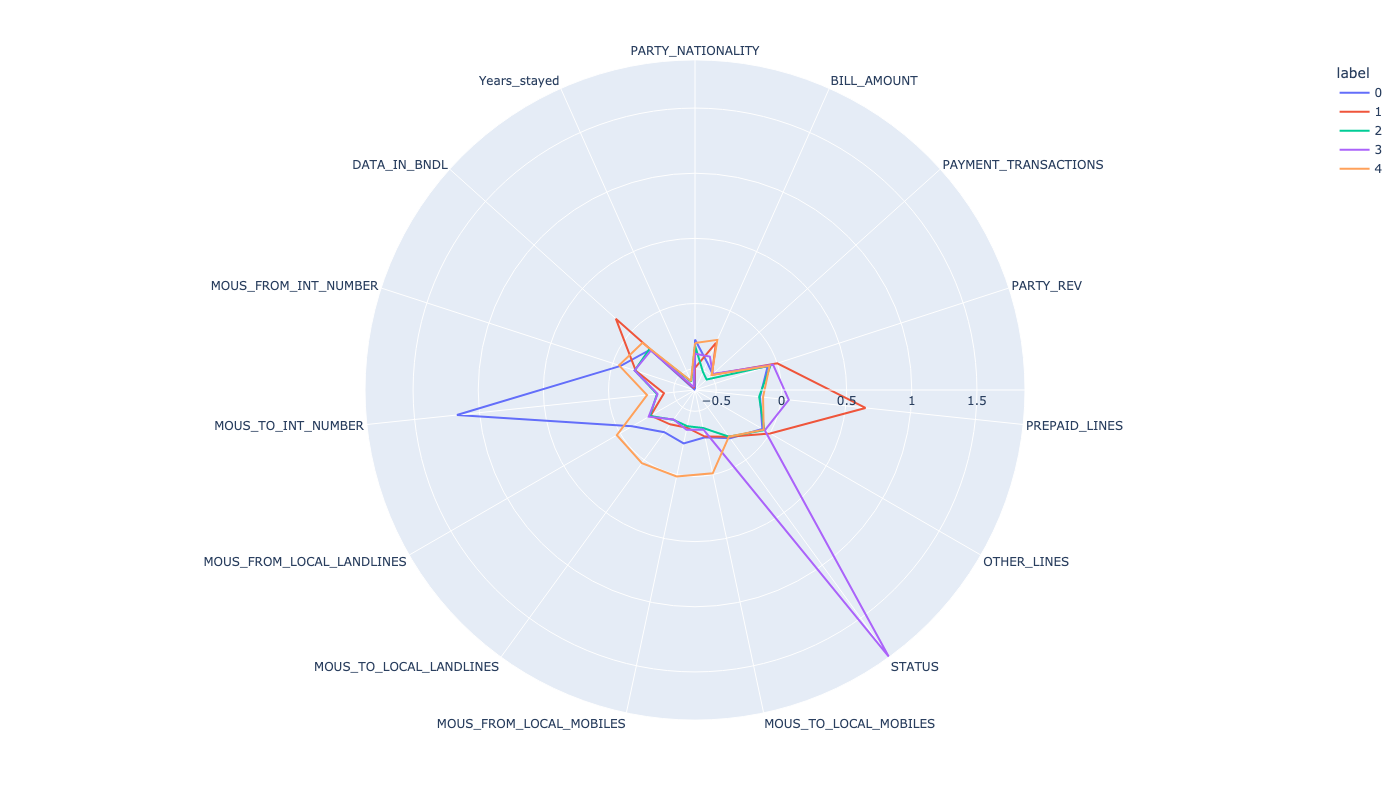 PARTY_NATIONALITY
Years_stayed
BILL_AMOUNT
label
0
1
2
3
4
DATA_IN_BNDL
PAYMENT_TRANSACTIONS
MOUS_FROM_INT_NUMBER
PARTY_REV
−0.5
0
0.5
1
1.5
MOUS_TO_INT_NUMBER
PREPAID_LINES
MOUS_FROM_LOCAL_LANDLINES
OTHER_LINES
MOUS_TO_LOCAL_LANDLINES
STATUS
MOUS_FROM_LOCAL_MOBILES
MOUS_TO_LOCAL_MOBILES